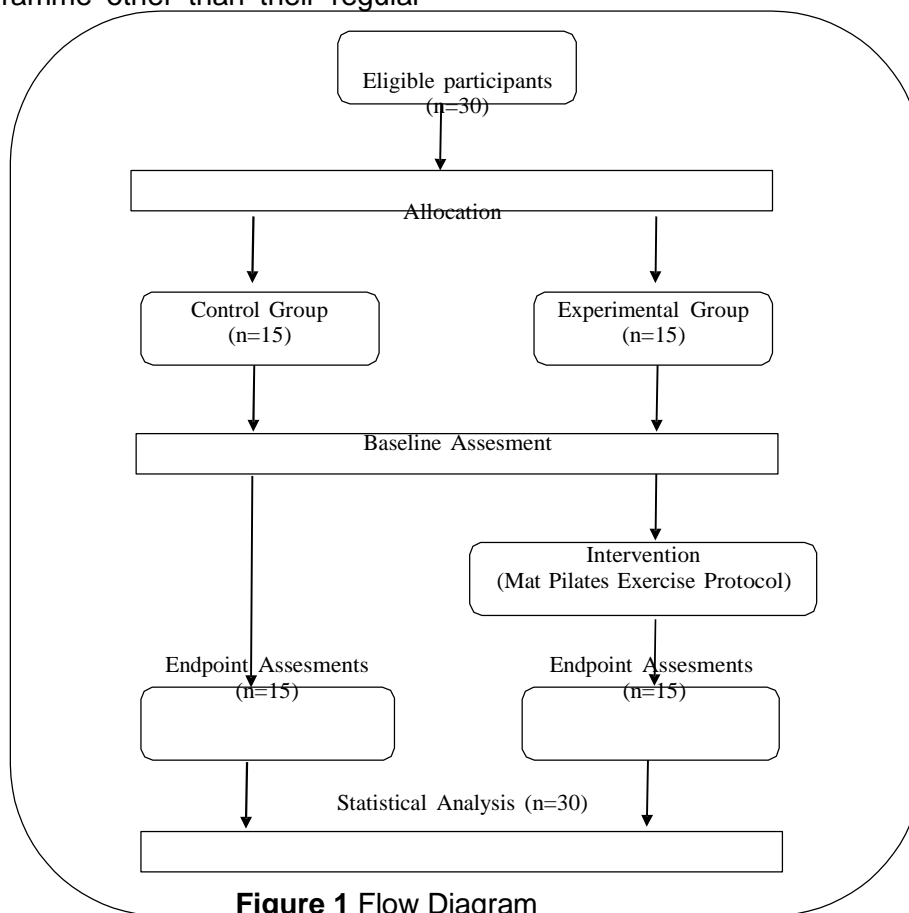 other than their regular
Eligible participants
(n=30)
Allocation
Control Group
(n=15)
Experimental Group
(n=15)
Baseline Assesment
Intervention
(Mat Pilates Exercise Protocol)
Endpoint Assesments
(n=15)
Endpoint Assesments
(n=15)
Statistical Analysis (n=30)
Figure 1 Flow Diagram